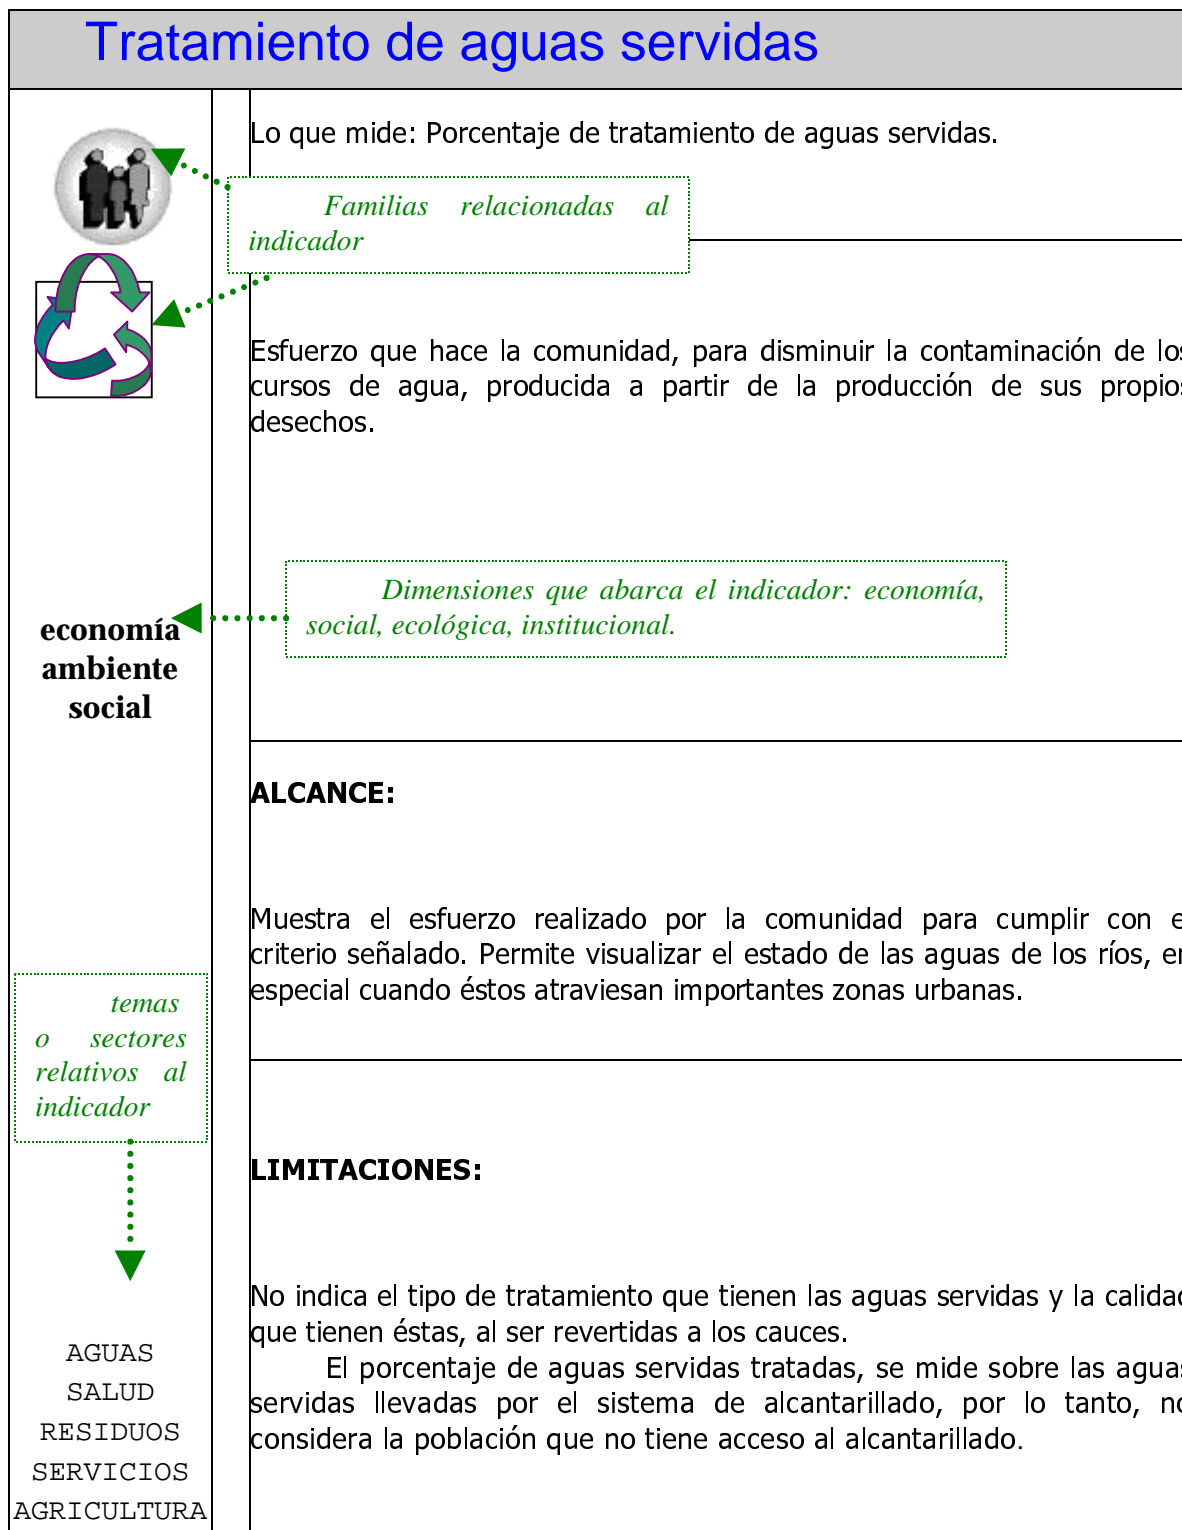 Tratamiento de aguas servidas
Lo que mide: Porcentaje de tratamiento de aguas servidas.
Familias relacionadas al
indicador
Esfuerzo que hace la comunidad, para disminuir la contaminación de los
cursos de agua, producida a partir de la producción de sus propios
desechos.
Dimensiones que abarca el indicador: economía,
social, ecológica, institucional.
economía
ambiente
social
ALCANCE:
Muestra el esfuerzo realizado por la comunidad para cumplir con e
criterio señalado. Permite visualizar el estado de las aguas de los ríos, en
especial cuando éstos atraviesan importantes zonas urbanas.
temas
o sectores
relativos al
indicador
LIMITACIONES:
No indica el tipo de tratamiento que tienen las aguas servidas y la calidad
que tienen éstas, al ser revertidas a los cauces.
El porcentaje de aguas servidas tratadas, se mide sobre las aguas
servidas llevadas por el sistema de alcantarillado, por lo tanto, no
considera la población que no tiene acceso al alcantarillado.
AGUAS
SALUD
RESIDUOS
SERVICIOS
AGRICULTURA